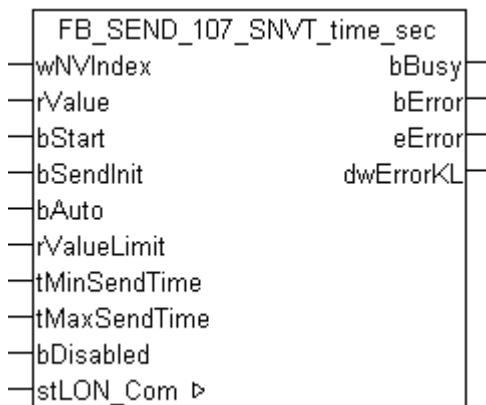 FB_SEND_107_SNVT_time_sec
wNVIndex bBusy
rValue bError
bStart eError
bSendInit dwErrorKL
bAuto
rValueLimit
tMinSendTime
tMaxSendTime
bDisabled
stLON_Com ▷